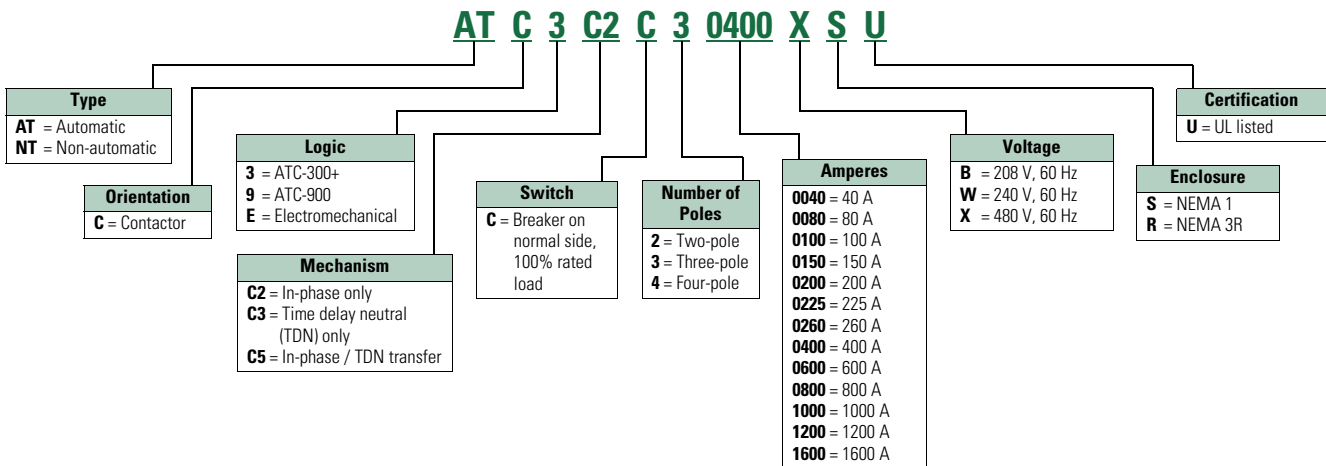 AT C 3 C2 C 3 0400 X S U
Type
AT = Automatic
NT = Non-automatic
Orientation
C = Contactor
Logic
3 = ATC-300+
9 = ATC-900
E = Electromechanical
Mechanism
C2 = In-phase only
C3 = Time delay neutral
(TDN) only
C5 = In-phase / TDN transfer
Switch
C = Breaker on
normal side,
100% rated
load
Number of
Poles
2 = Two-pole
3 = Three-pole
4 = Four-pole
Amperes
0040 = 40 A
0080 = 80 A
0100 = 100 A
0150 = 150 A
0200 = 200 A
0225 = 225 A
0260 = 260 A
0400 = 400 A
0600 = 600 A
0800 = 800 A
1000 = 1000 A
1200 = 1200 A
1600 = 1600 A
Voltage
B = 208 V, 60 Hz
W = 240 V, 60 Hz
X = 480 V, 60 Hz
Enclosure
S = NEMA 1
R = NEMA 3R
Certification
U = UL listed